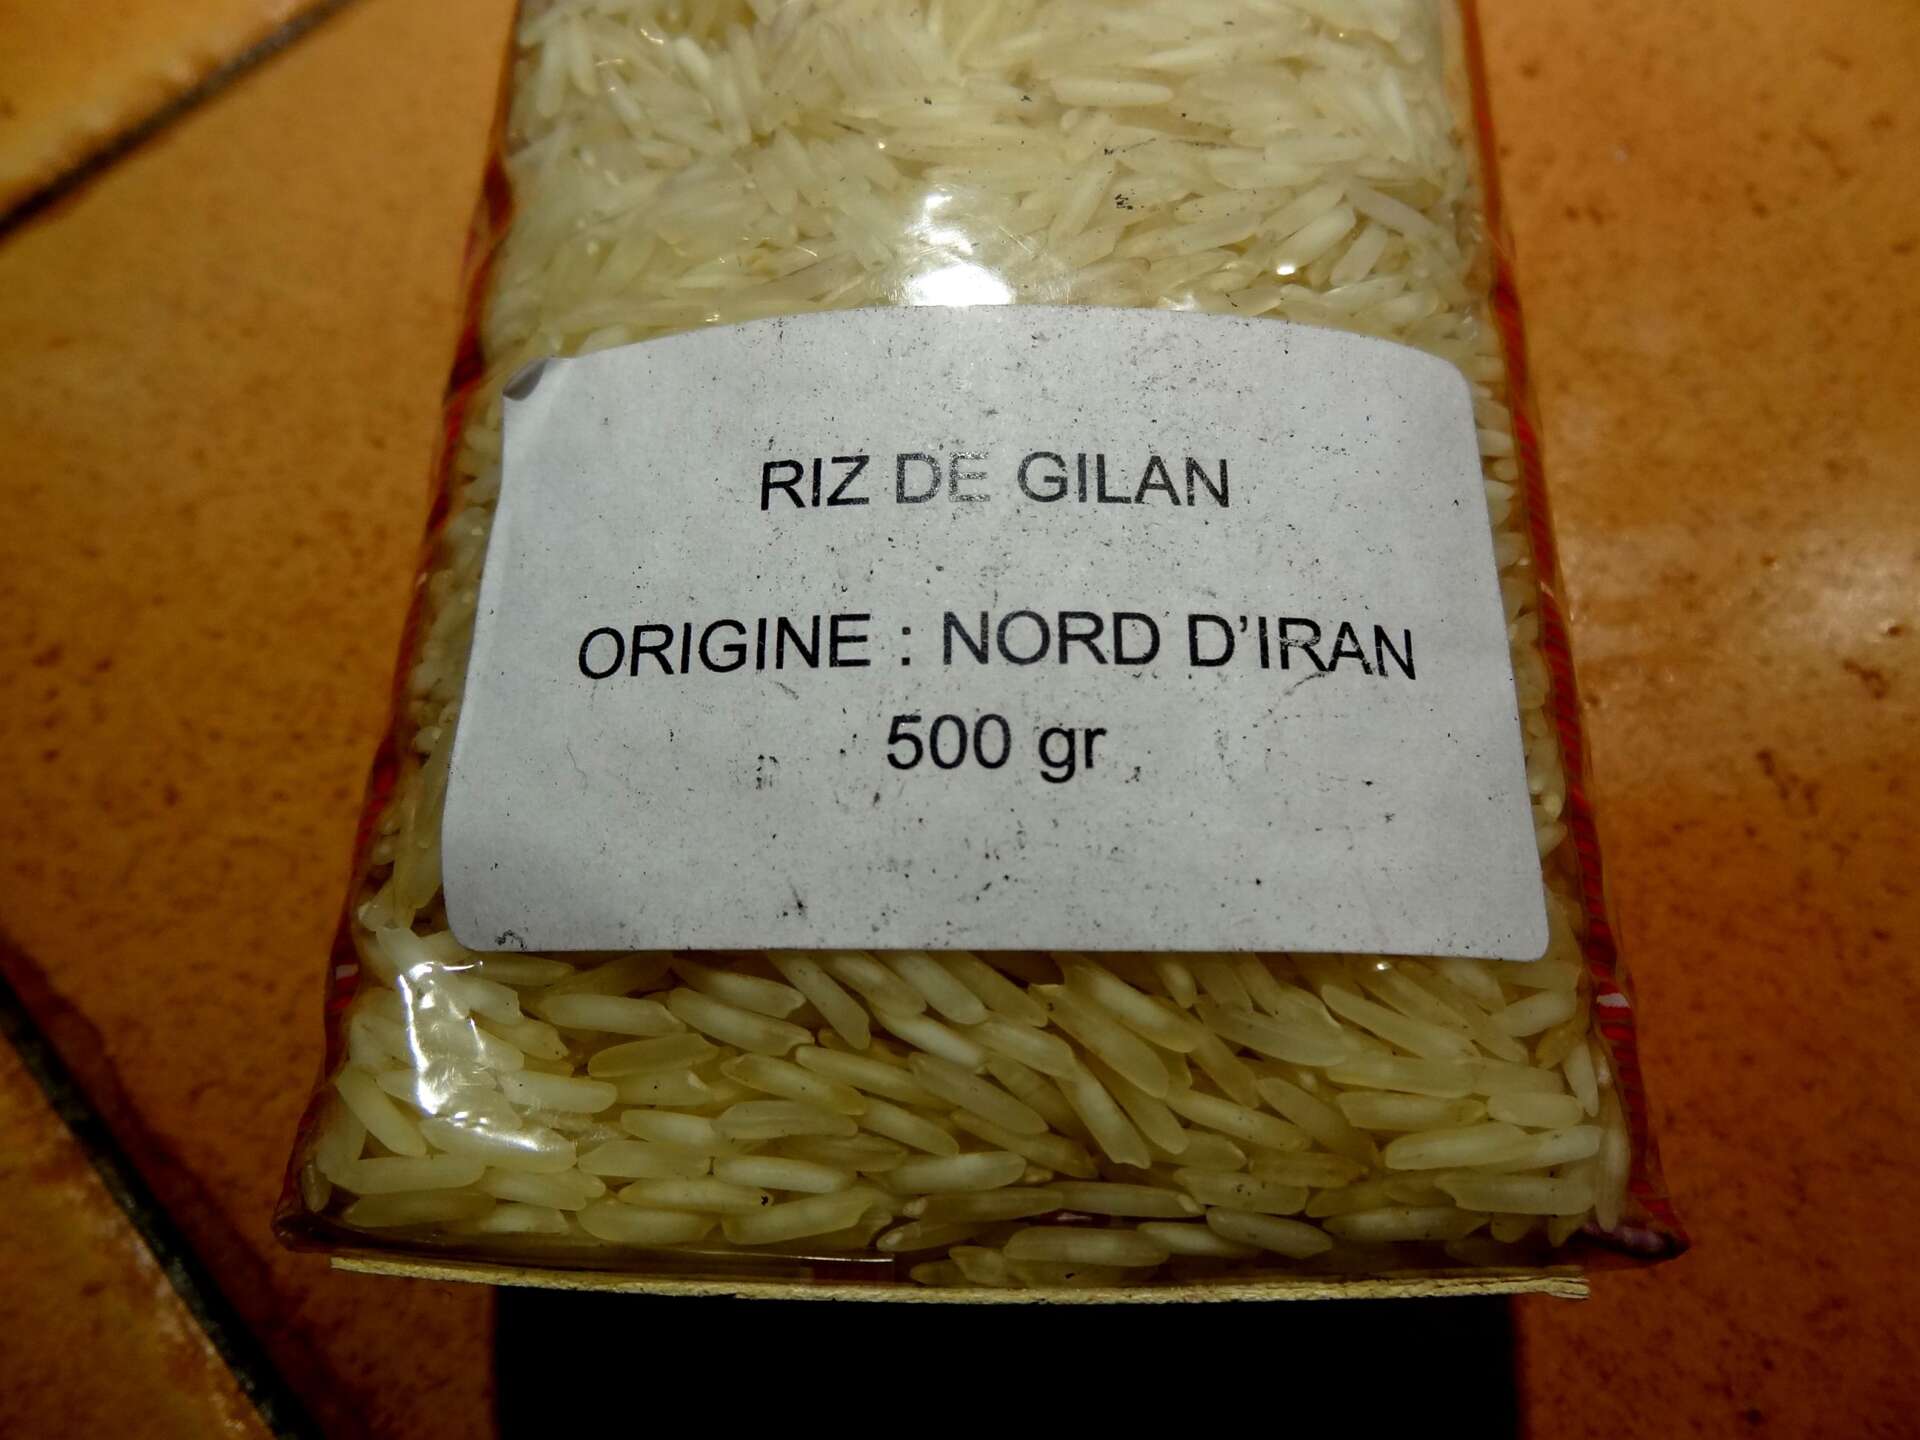 RIZ DE GILAN
ORIGINE : NORD D'IRAN
500 gr